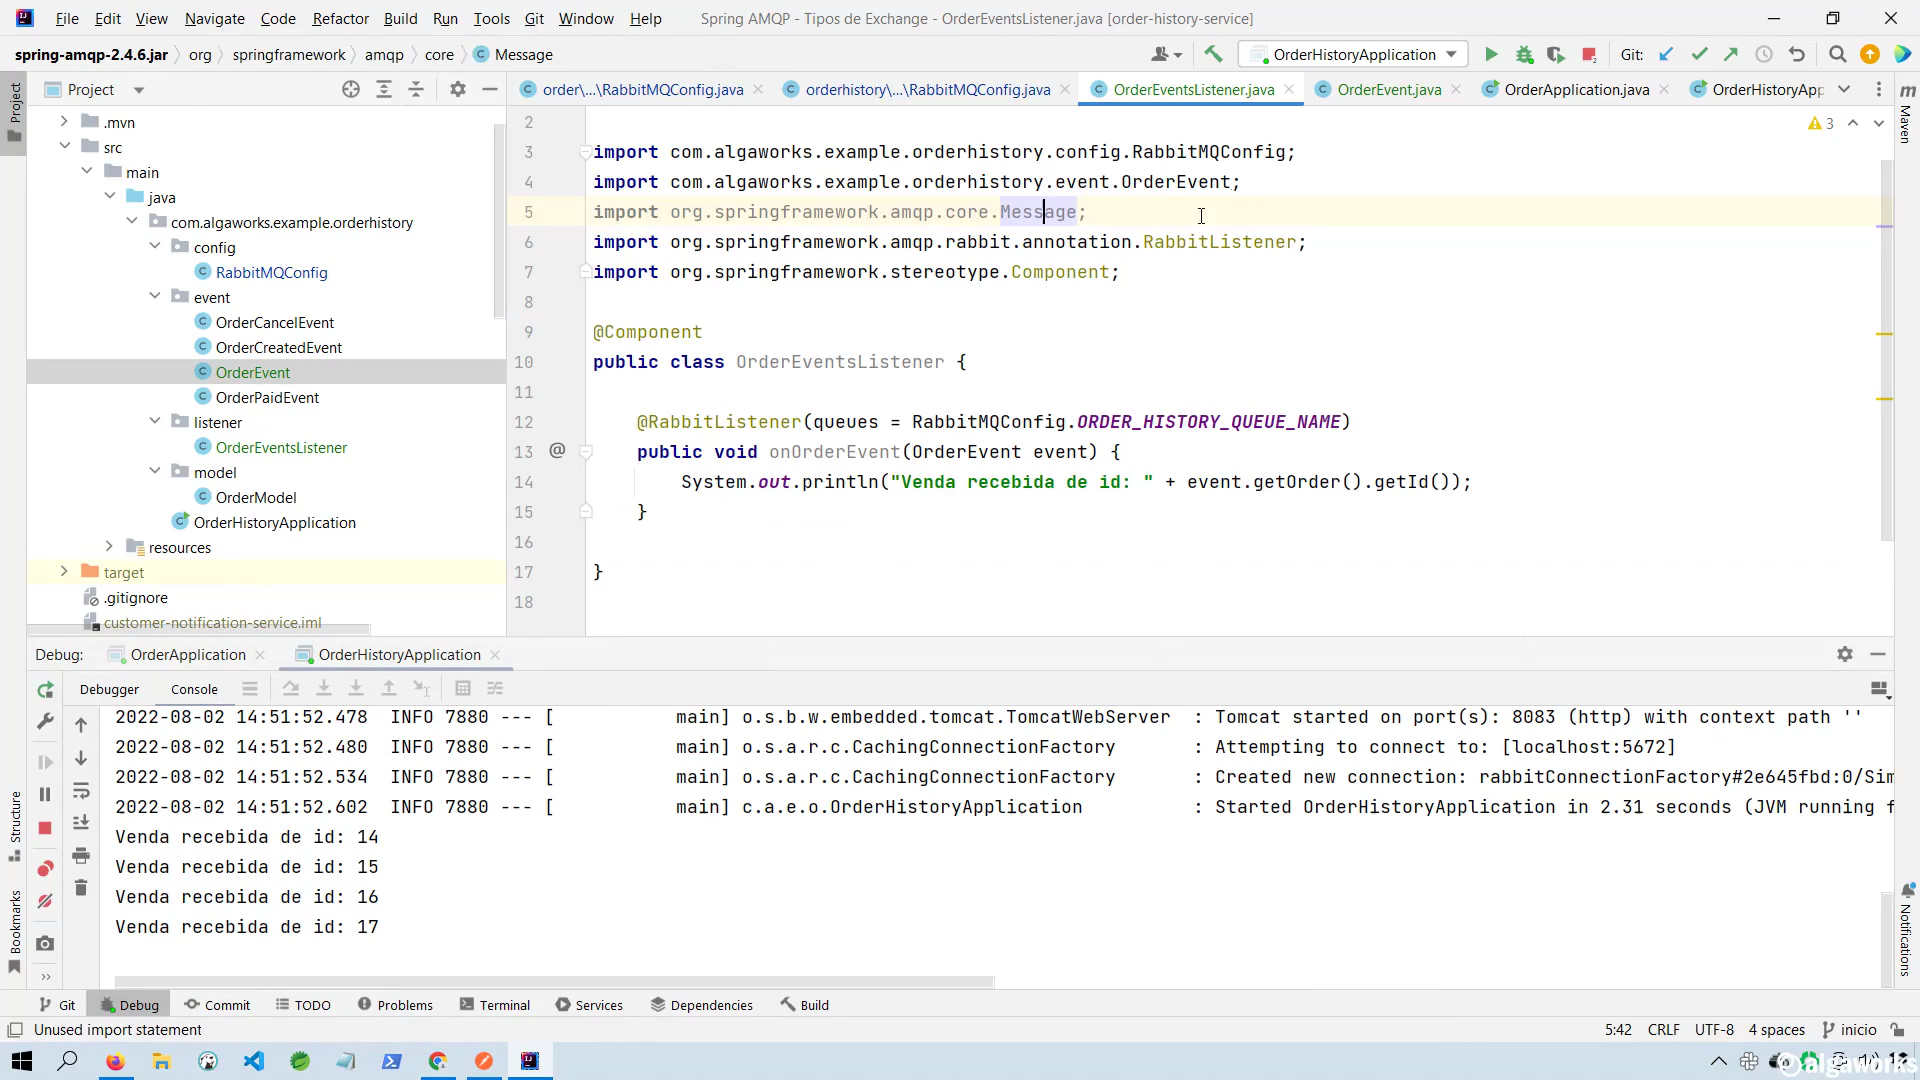 File Edit View Navigate Code Refactor Build Run Tools Git Window Help Spring AMQP - Tipos de Exchange - OrderEventsListener.java [order-history-service]
spring-amqp-2.4.6.jar org springframework amqp core Message OrderHistoryApplication Git:
Project order\...\RabbitMQConfig.java orderhistory\...\RabbitMQConfig.java OrderEventsListener.java OrderEvent.java OrderApplication.java OrderHistoryApp
Project
Maven
.mvn
src
main
java
com.algaworks.example.orderhistory
config
RabbitMQConfig
event
OrderCancelEvent
OrderCreatedEvent
OrderEvent
OrderPaidEvent
listener
OrderEventsListener
model
OrderModel
OrderHistoryApplication
resources
target
.gitignore
customer-notification-service.iml
3
2
3 import com.algaworks.example.orderhistory.config.RabbitMQConfig;
4 import com.algaworks.example.orderhistory.event.OrderEvent;
5 import org.springframework.amqp.core.Message;
6 import org.springframework.amqp.rabbit.annotation.RabbitListener;
7 import org.springframework.stereotype.Component;
8
9 @Component
10 public class OrderEventsListener {
11
12 @RabbitListener(queues = RabbitMQConfig.ORDER_HISTORY_QUEUE_NAME)
13 public void onOrderEvent(OrderEvent event) {
14 System.out.println("Venda recebida de id: " + event.getOrder().getId());
15 }
16
17 }
18
Debug: OrderApplication OrderHistoryApplication
Debugger Console
2022-08-02 14:51:52.478 INFO 7880 --- [ main] o.s.b.w.embedded.tomcat.TomcatWebServer : Tomcat started on port(s): 8083 (http) with context path ''
2022-08-02 14:51:52.480 INFO 7880 --- [ main] o.s.a.r.c.CachingConnectionFactory : Attempting to connect to: [localhost:5672]
2022-08-02 14:51:52.534 INFO 7880 --- [ main] o.s.a.r.c.CachingConnectionFactory : Created new connection: rabbitConnectionFactory#2e645fbd:0/Sim
2022-08-02 14:51:52.602 INFO 7880 --- [ main] c.a.e.o.OrderHistoryApplication : Started OrderHistoryApplication in 2.31 seconds (JVM running f
Venda recebida de id: 14
Venda recebida de id: 15
Venda recebida de id: 16
Venda recebida de id: 17
Structure
Bookmarks
Notifications
Git Debug Commit TODO Problems Terminal Services Dependencies Build
Unused import statement 5:42 CRLF UTF-8 4 spaces inicio
algaworks